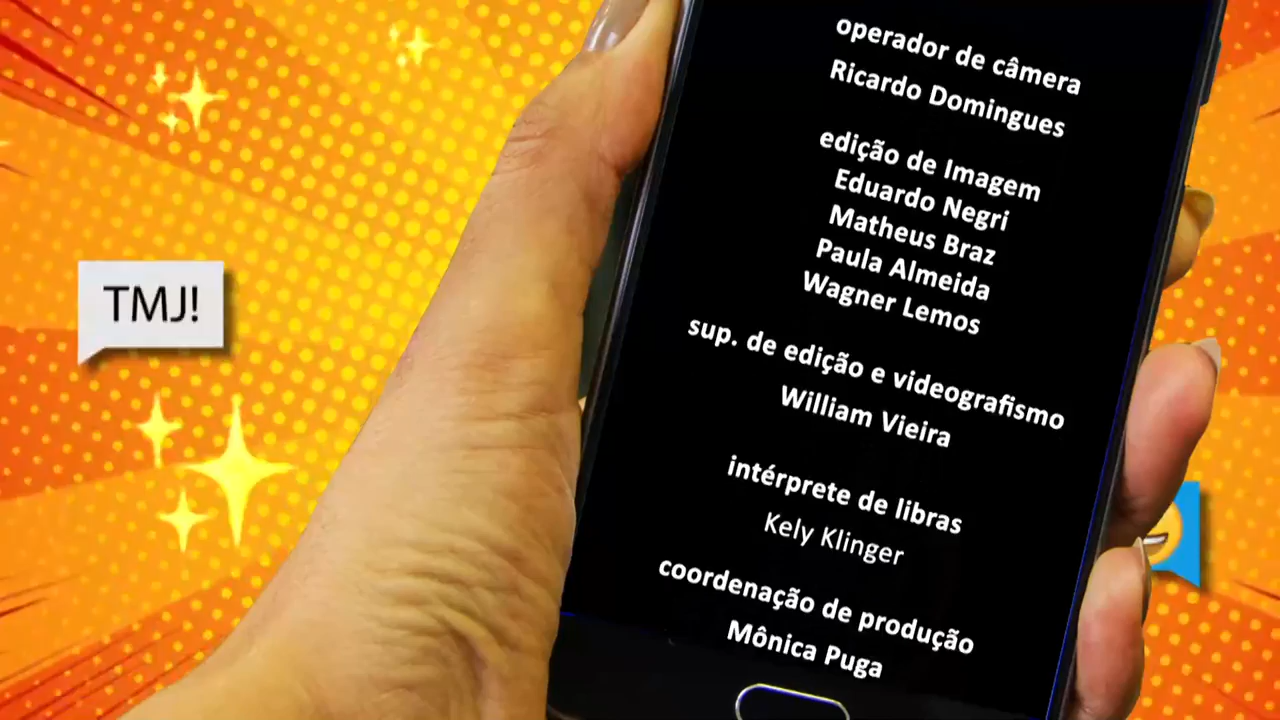 operador de câmera
Ricardo Domingues
edição de Imagem
Eduardo Negri
Matheus Braz
Paula Almeida
Wagner Lemos
sup. de edição e videografismo
William Vieira
intérprete de libras
Kely Klinger
coordenação de produção
Mônica Puga
TMJ!